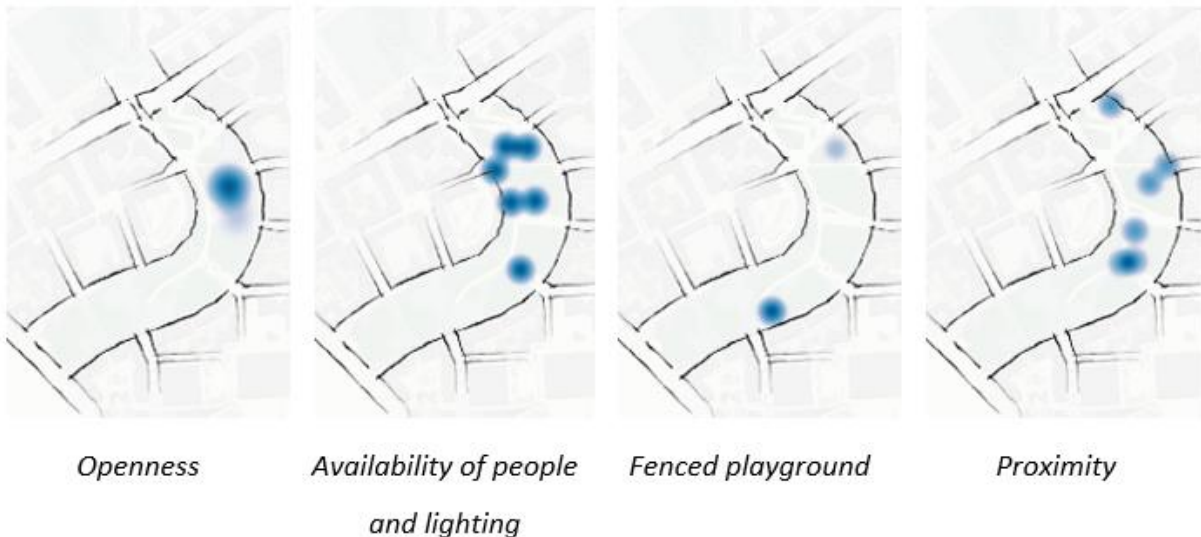 Openness
Availability of people
and lighting
Fenced playground
Proximity